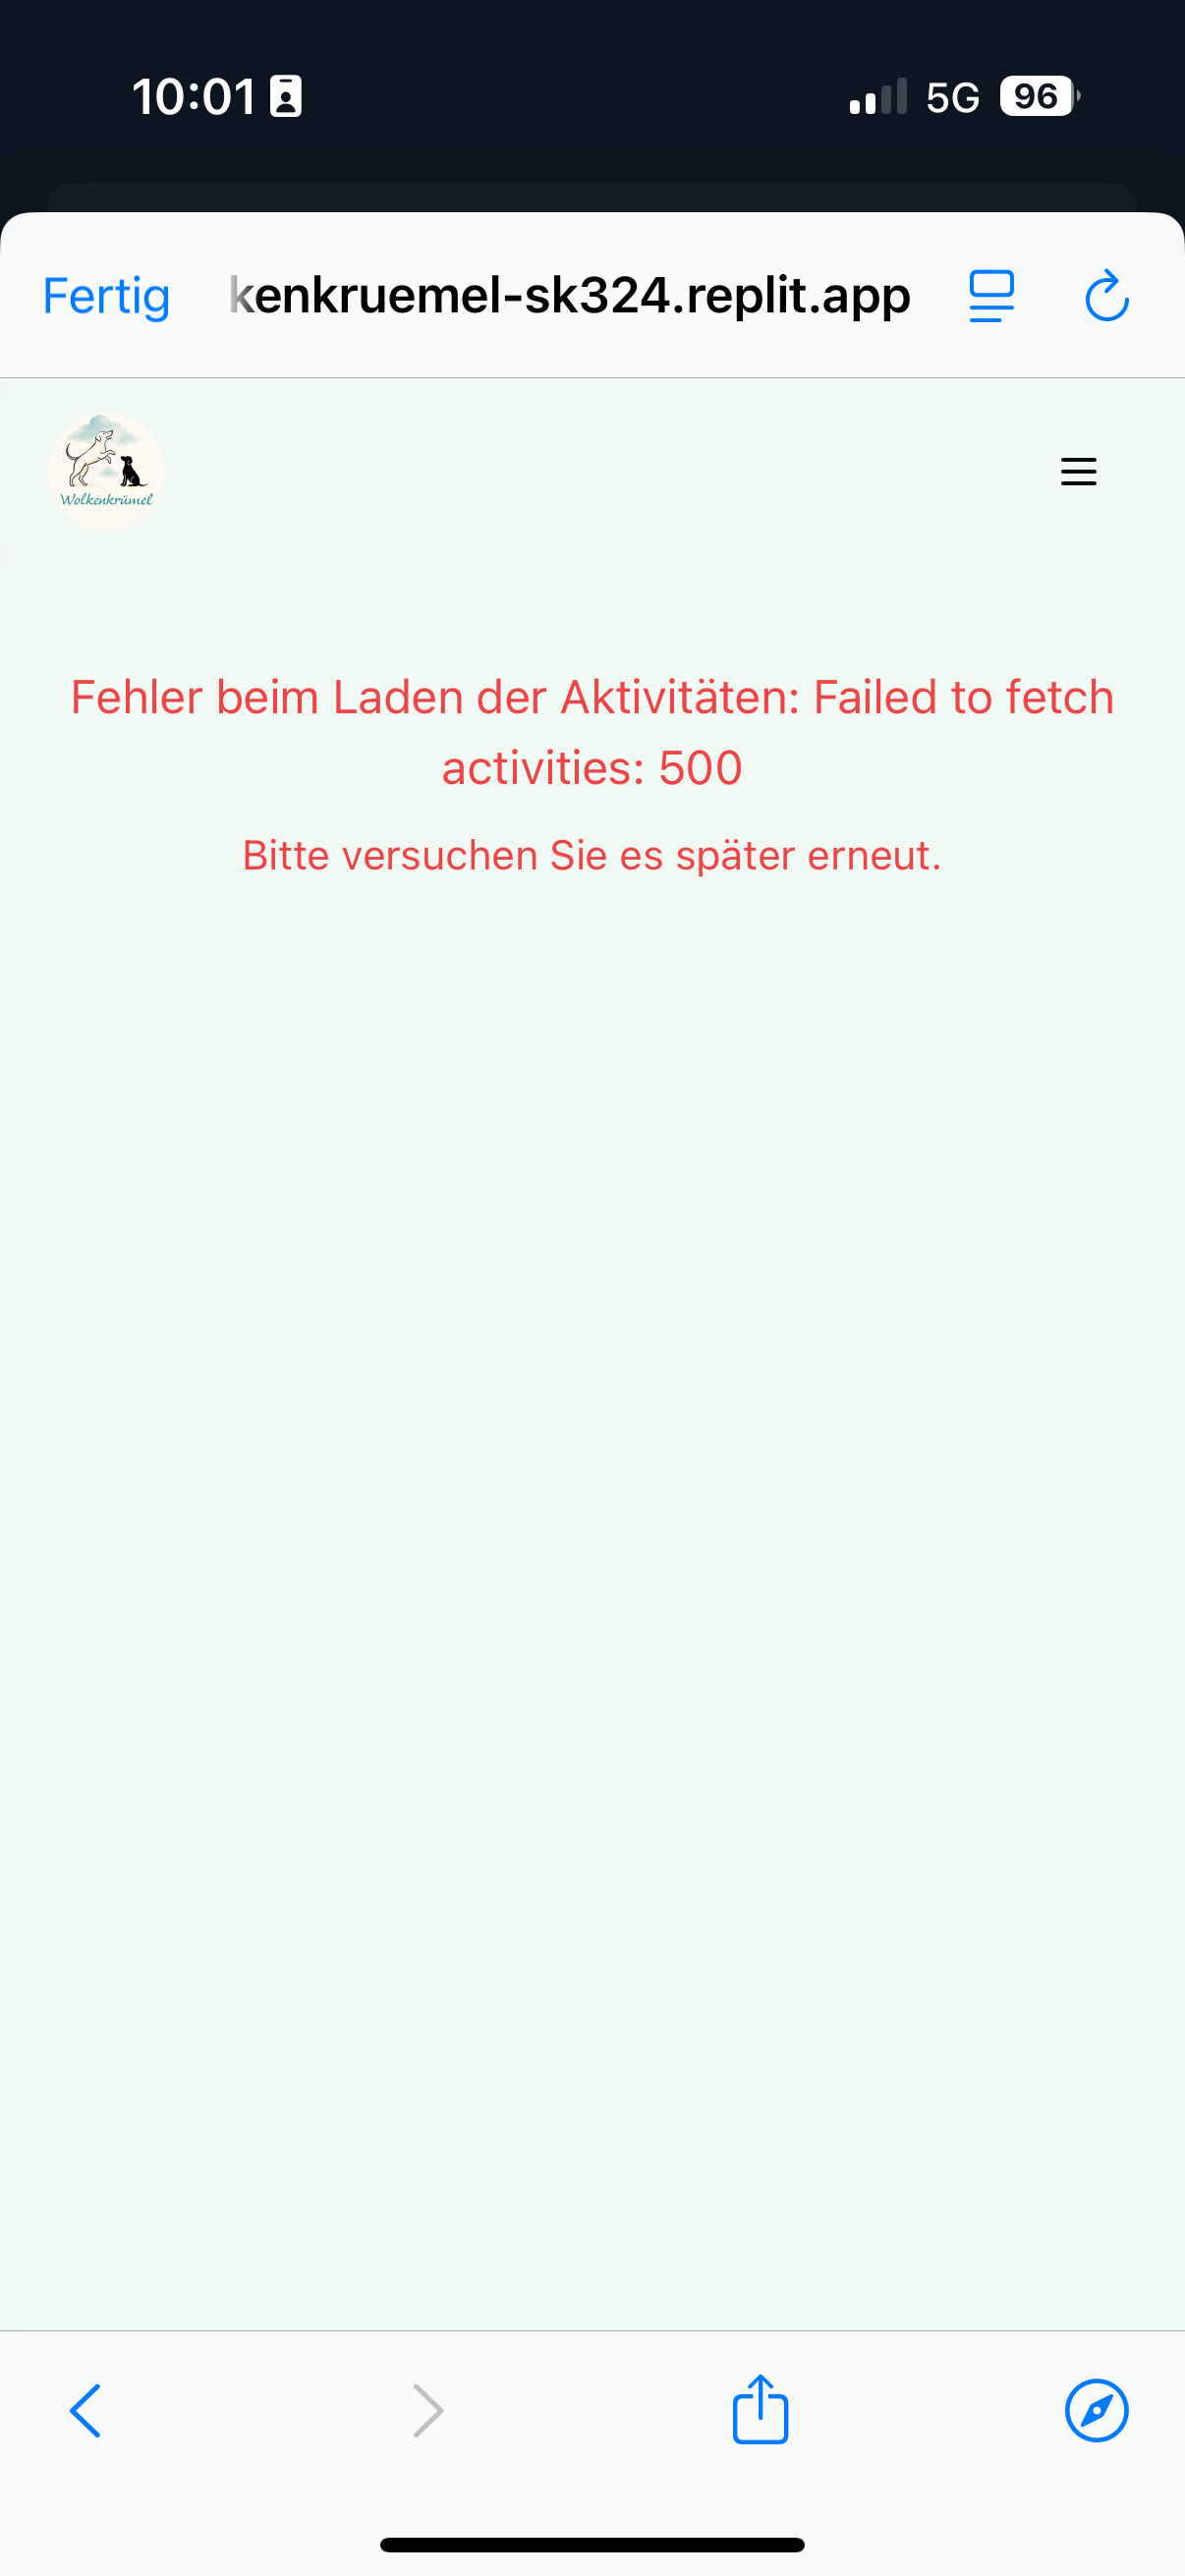 10:01
5G
96
Fertig
kenkruemel-sk324.replit.app
Wolkenkrümel
Fehler beim Laden der Aktivitäten: Failed to fetch
activities: 500
Bitte versuchen Sie es später erneut.